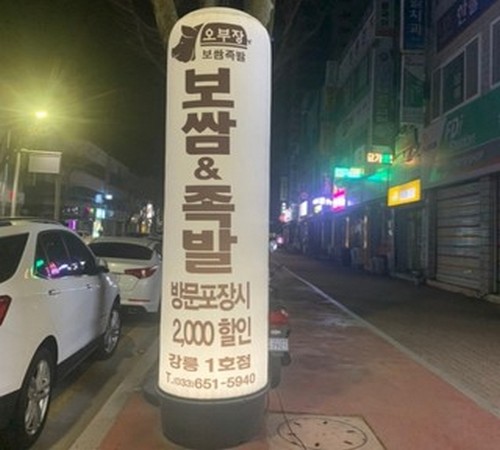 오부장
보쌈족발
보쌈
&
족발
방문포장시
2,000 할인
강릉 1호점
T.(033)651-5940